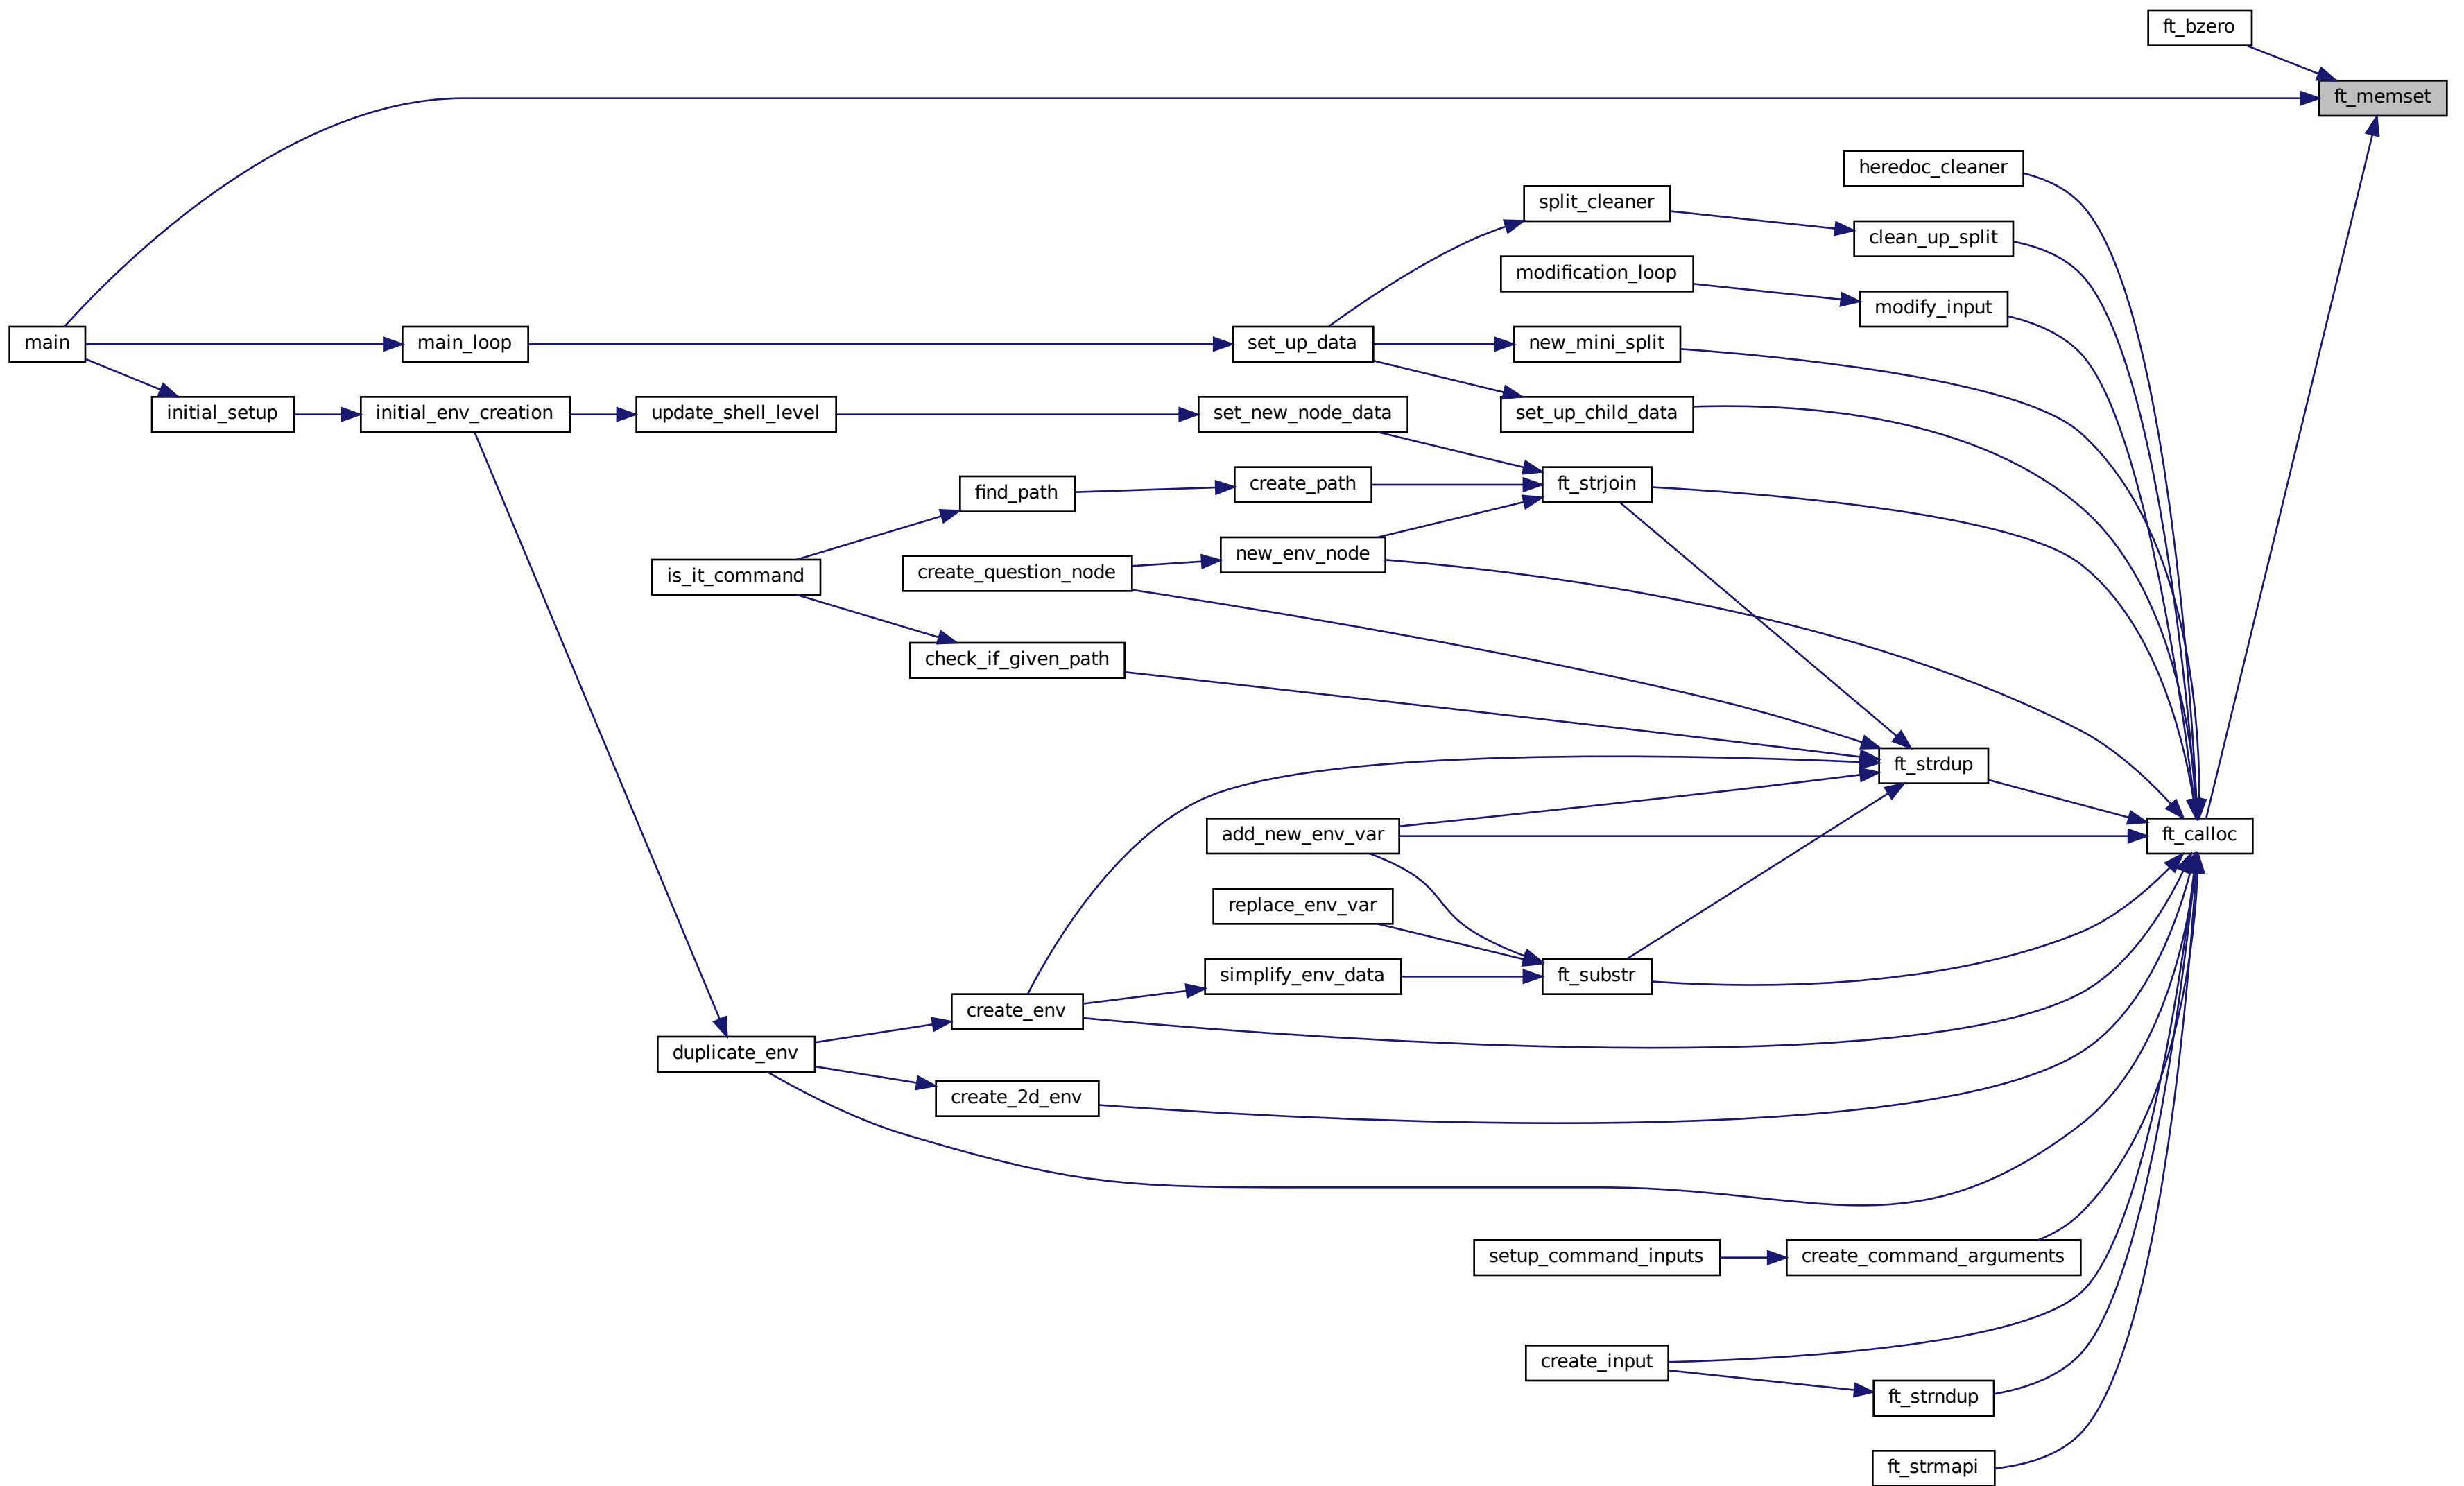 ft_bzero
ft_memset
heredoc_cleaner
split_cleaner
clean_up_split
modification_loop
modify_input
main
main_loop
set_up_data
new_mini_split
initial_setup
initial_env_creation
update_shell_level
set_new_node_data
set_up_child_data
find_path
create_path
ft_strjoin
is_it_command
create_question_node
new_env_node
check_if_given_path
ft_strdup
add_new_env_var
ft_calloc
replace_env_var
simplify_env_data
ft_substr
create_env
duplicate_env
create_2d_env
setup_command_inputs
create_command_arguments
create_input
ft_strndup
ft_strmapi